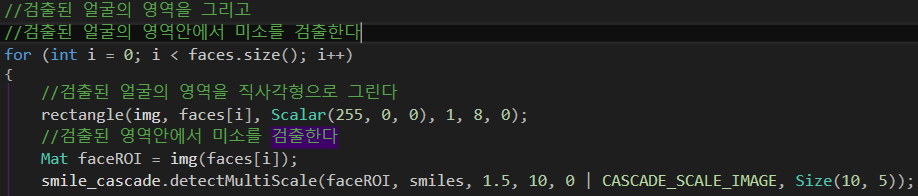 //검출된 얼굴의 영역을 그리고
//검출된 얼굴의 영역안에서 미소를 검출한다
for (int i = 0; i < faces.size(); i++)
{
//검출된 얼굴의 영역을 직사각형으로 그린다
rectangle(img, faces[i], Scalar(255, 0, 0), 1, 8, 0);
//검출된 영역안에서 미소를 검출한다
Mat faceROI = img(faces[i]);
smile_cascade.detectMultiScale(faceROI, smiles, 1.5, 10, 0 | CASCADE_SCALE_IMAGE, Size(10, 5));